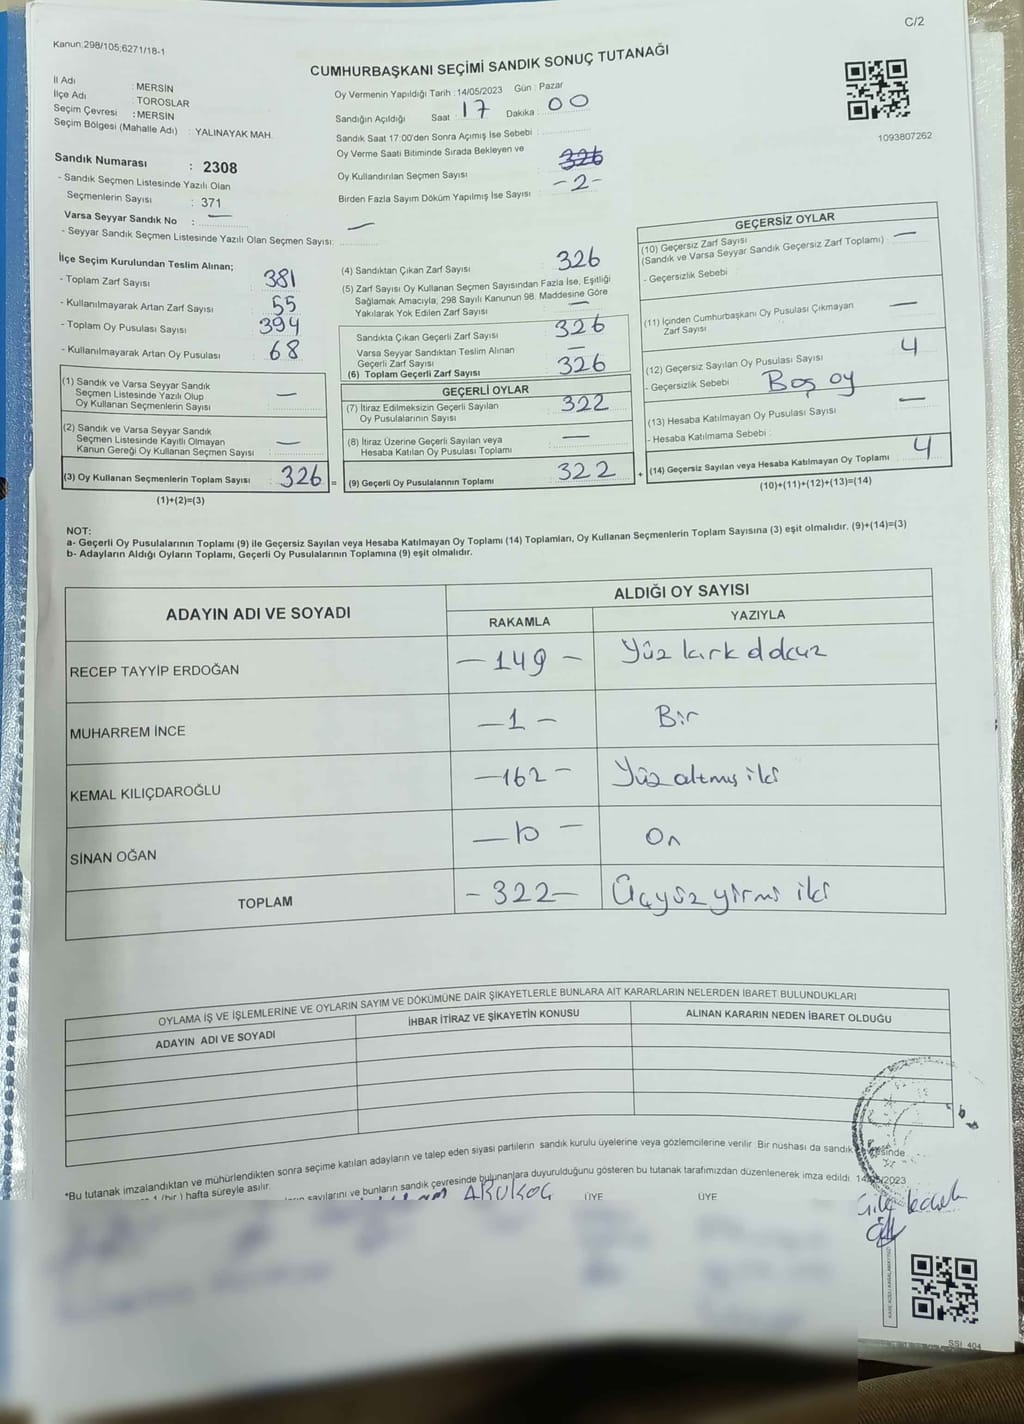 C/2
Kanun:298/105;6271/18-1
CUMHURBAŞKANI SEÇİMİ SANDIK SONUÇ TUTANAĞI
İl Adı : MERSİN
İlçe Adı : TOROSLAR
Seçim Çevresi : MERSİN
Seçim Bölgesi (Mahalle Adı) : YALINAYAK MAH.
Sandık Numarası : 2308
- Sandık Seçmen Listesinde Yazılı Olan
Seçmenlerin Sayısı : 371
Varsa Seyyar Sandık No : —
- Seyyar Sandık Seçmen Listesinde Yazılı Olan Seçmen Sayısı: —
Oy Vermenin Yapıldığı Tarih : 14/05/2023 Gün : Pazar
Sandığın Açıldığı Saat : 17 Dakika : 00
Sandık Saat 17:00'den Sonra Açımış İse Sebebi :
Oy Verme Saati Bitiminde Sırada Bekleyen ve
Oy Kullandırılan Seçmen Sayısı : 326
Birden Fazla Sayım Döküm Yapılmış İse Sayısı : -2-
1093807262
İlçe Seçim Kurulundan Teslim Alınan;
- Toplam Zarf Sayısı : 381
- Kullanılmayarak Artan Zarf Sayısı : 55
- Toplam Oy Pusulası Sayısı : 394
- Kullanılmayarak Artan Oy Pusulası : 68
(1) Sandık ve Varsa Seyyar Sandık
Seçmen Listesinde Yazılı Olup
Oy Kullanan Seçmenlerin Sayısı : —
(2) Sandık ve Varsa Seyyar Sandık
Seçmen Listesinde Kayıtlı Olmayan
Kanun Gereği Oy Kullanan Seçmen Sayısı : —
(3) Oy Kullanan Seçmenlerin Toplam Sayısı : 326 =
(1)+(2)=(3)
(4) Sandıktan Çıkan Zarf Sayısı : 326
(5) Zarf Sayısı Oy Kullanan Seçmen Sayısından Fazla İse, Eşitliği
Sağlamak Amacıyla, 298 Sayılı Kanunun 98. Maddesine Göre
Yakılarak Yok Edilen Zarf Sayısı : —
Sandıkta Çıkan Geçerli Zarf Sayısı : 326
Varsa Seyyar Sandıktan Teslim Alınan
Geçerli Zarf Sayısı : —
(6) Toplam Geçerli Zarf Sayısı : 326
GEÇERLİ OYLAR
(7) İtiraz Edilmeksizin Geçerli Sayılan
Oy Pusulalarının Sayısı : 322
(8) İtiraz Üzerine Geçerli Sayılan veya
Hesaba Katılan Oy Pusulası Toplamı : —
(9) Geçerli Oy Pusulalarının Toplamı : 322 +
GEÇERSİZ OYLAR
(10) Geçersiz Zarf Sayısı
(Sandık ve Varsa Seyyar Sandık Geçersiz Zarf Toplamı) : —
- Geçersizlik Sebebi :
(11) İçinden Cumhurbaşkanı Oy Pusulası Çıkmayan
Zarf Sayısı : —
(12) Geçersiz Sayılan Oy Pusulası Sayısı : 4
- Geçersizlik Sebebi : Boş oy
(13) Hesaba Katılmayan Oy Pusulası Sayısı : —
- Hesaba Katılmama Sebebi :
(14) Geçersiz Sayılan veya Hesaba Katılmayan Oy Toplamı : 4
(10)+(11)+(12)+(13)=(14)
NOT:
a- Geçerli Oy Pusulalarının Toplamı (9) ile Geçersiz Sayılan veya Hesaba Katılmayan Oy Toplamı (14) Toplamları, Oy Kullanan Seçmenlerin Toplam Sayısına (3) eşit olmalıdır. (9)+(14)=(3)
b- Adayların Aldığı Oyların Toplamı, Geçerli Oy Pusulalarının Toplamına (9) eşit olmalıdır.
ADAYIN ADI VE SOYADI ALDIĞI OY SAYISI
RAKAMLA YAZIYLA
RECEP TAYYİP ERDOĞAN -149- Yüz kırk dokuz
MUHARREM İNCE -1- Bir
KEMAL KILIÇDAROĞLU -162- Yüz altmış iki
SİNAN OĞAN -10- On
TOPLAM -322- Üçyüz yirmi iki
OYLAMA İŞ VE İŞLEMLERİNE VE OYLARIN SAYIM VE DÖKÜMÜNE DAİR ŞİKAYETLERLE BUNLARA AİT KARARLARIN NELERDEN İBARET BULUNDUKLARI
ADAYIN ADI VE SOYADI İHBAR İTİRAZ VE ŞİKAYETİN KONUSU ALINAN KARARIN NEDEN İBARET OLDUĞU
*Bu tutanak imzalandıktan ve mühürlendikten sonra seçime katılan adayların ve talep eden siyasi partilerin sandık kurulu üyelerine veya gözlemcilerine verilir. Bir nüshası da sandık çevresinde
1 (bir ) hafta süreyle asılır.
sayılarını ve bunların sandık çevresinde bulunanlara duyurulduğunu gösteren bu tutanak tarafımızdan düzenlenerek imza edildi. 14/05/2023
ÜYE ÜYE
SSİ 404